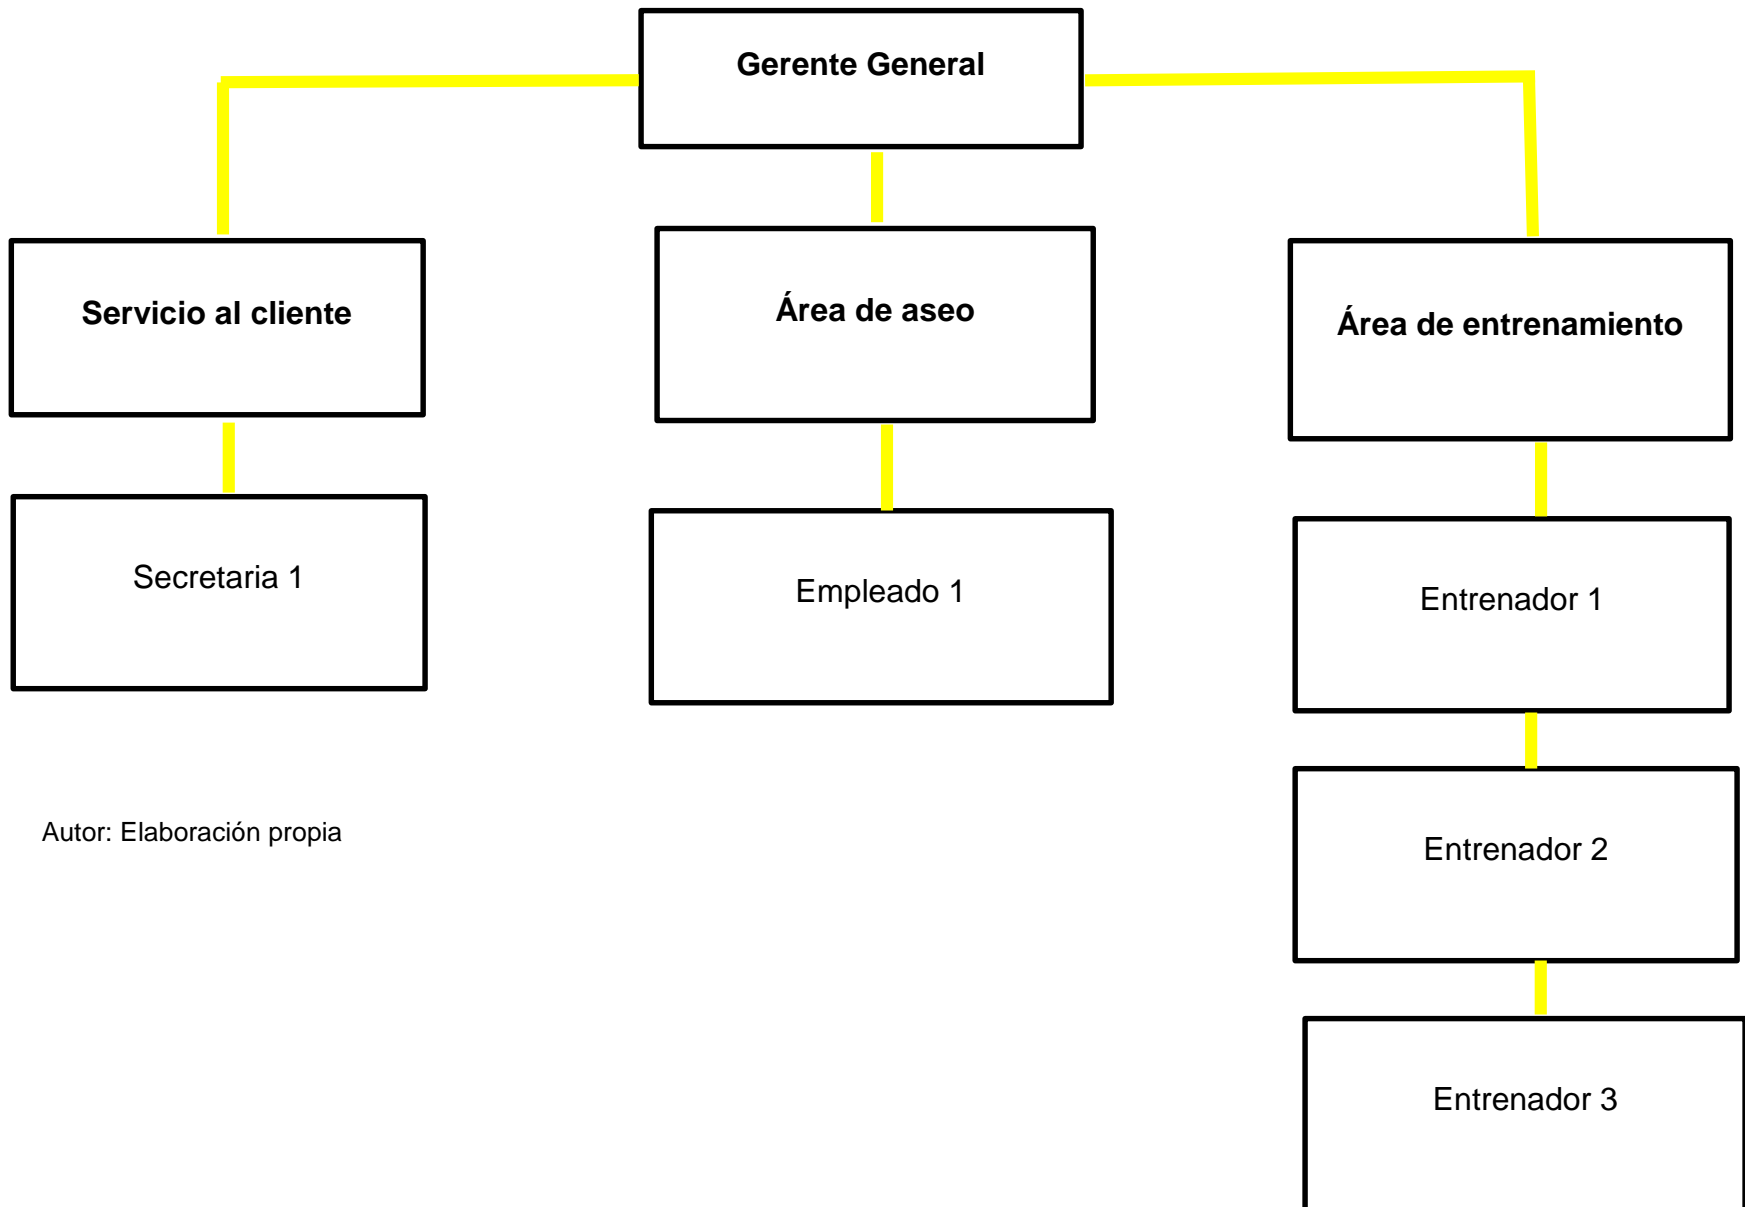 Gerente General
Servicio al cliente
Área de aseo
Área de entrenamiento
Secretaria 1
Empleado 1
Entrenador 1
Entrenador 2
Entrenador 3
Autor: Elaboración propia